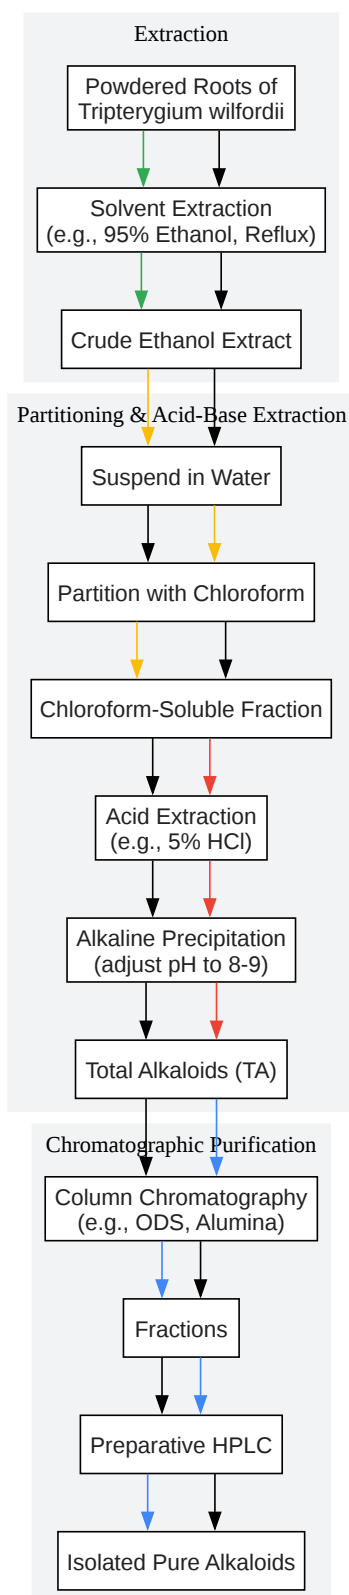 Extraction
Powdered Roots of
Tripterygium wilfordii
Solvent Extraction
(e.g., 95% Ethanol, Reflux)
Crude Ethanol Extract
Partitioning & Acid-Base Extraction
Suspend in Water
Partition with Chloroform
Chloroform-Soluble Fraction
Acid Extraction
(e.g., 5% HCl)
Alkaline Precipitation
(adjust pH to 8-9)
Total Alkaloids (TA)
Chromatographic Purification
Column Chromatography
(e.g., ODS, Alumina)
Fractions
Preparative HPLC
Isolated Pure Alkaloids